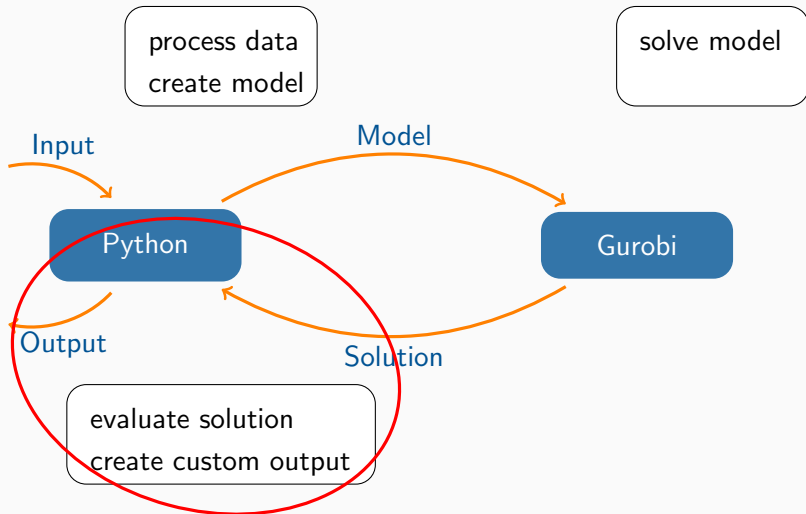 process data
create model
solve model
Input
Model
Python
Gurobi
Output
Solution
evaluate solution
create custom output